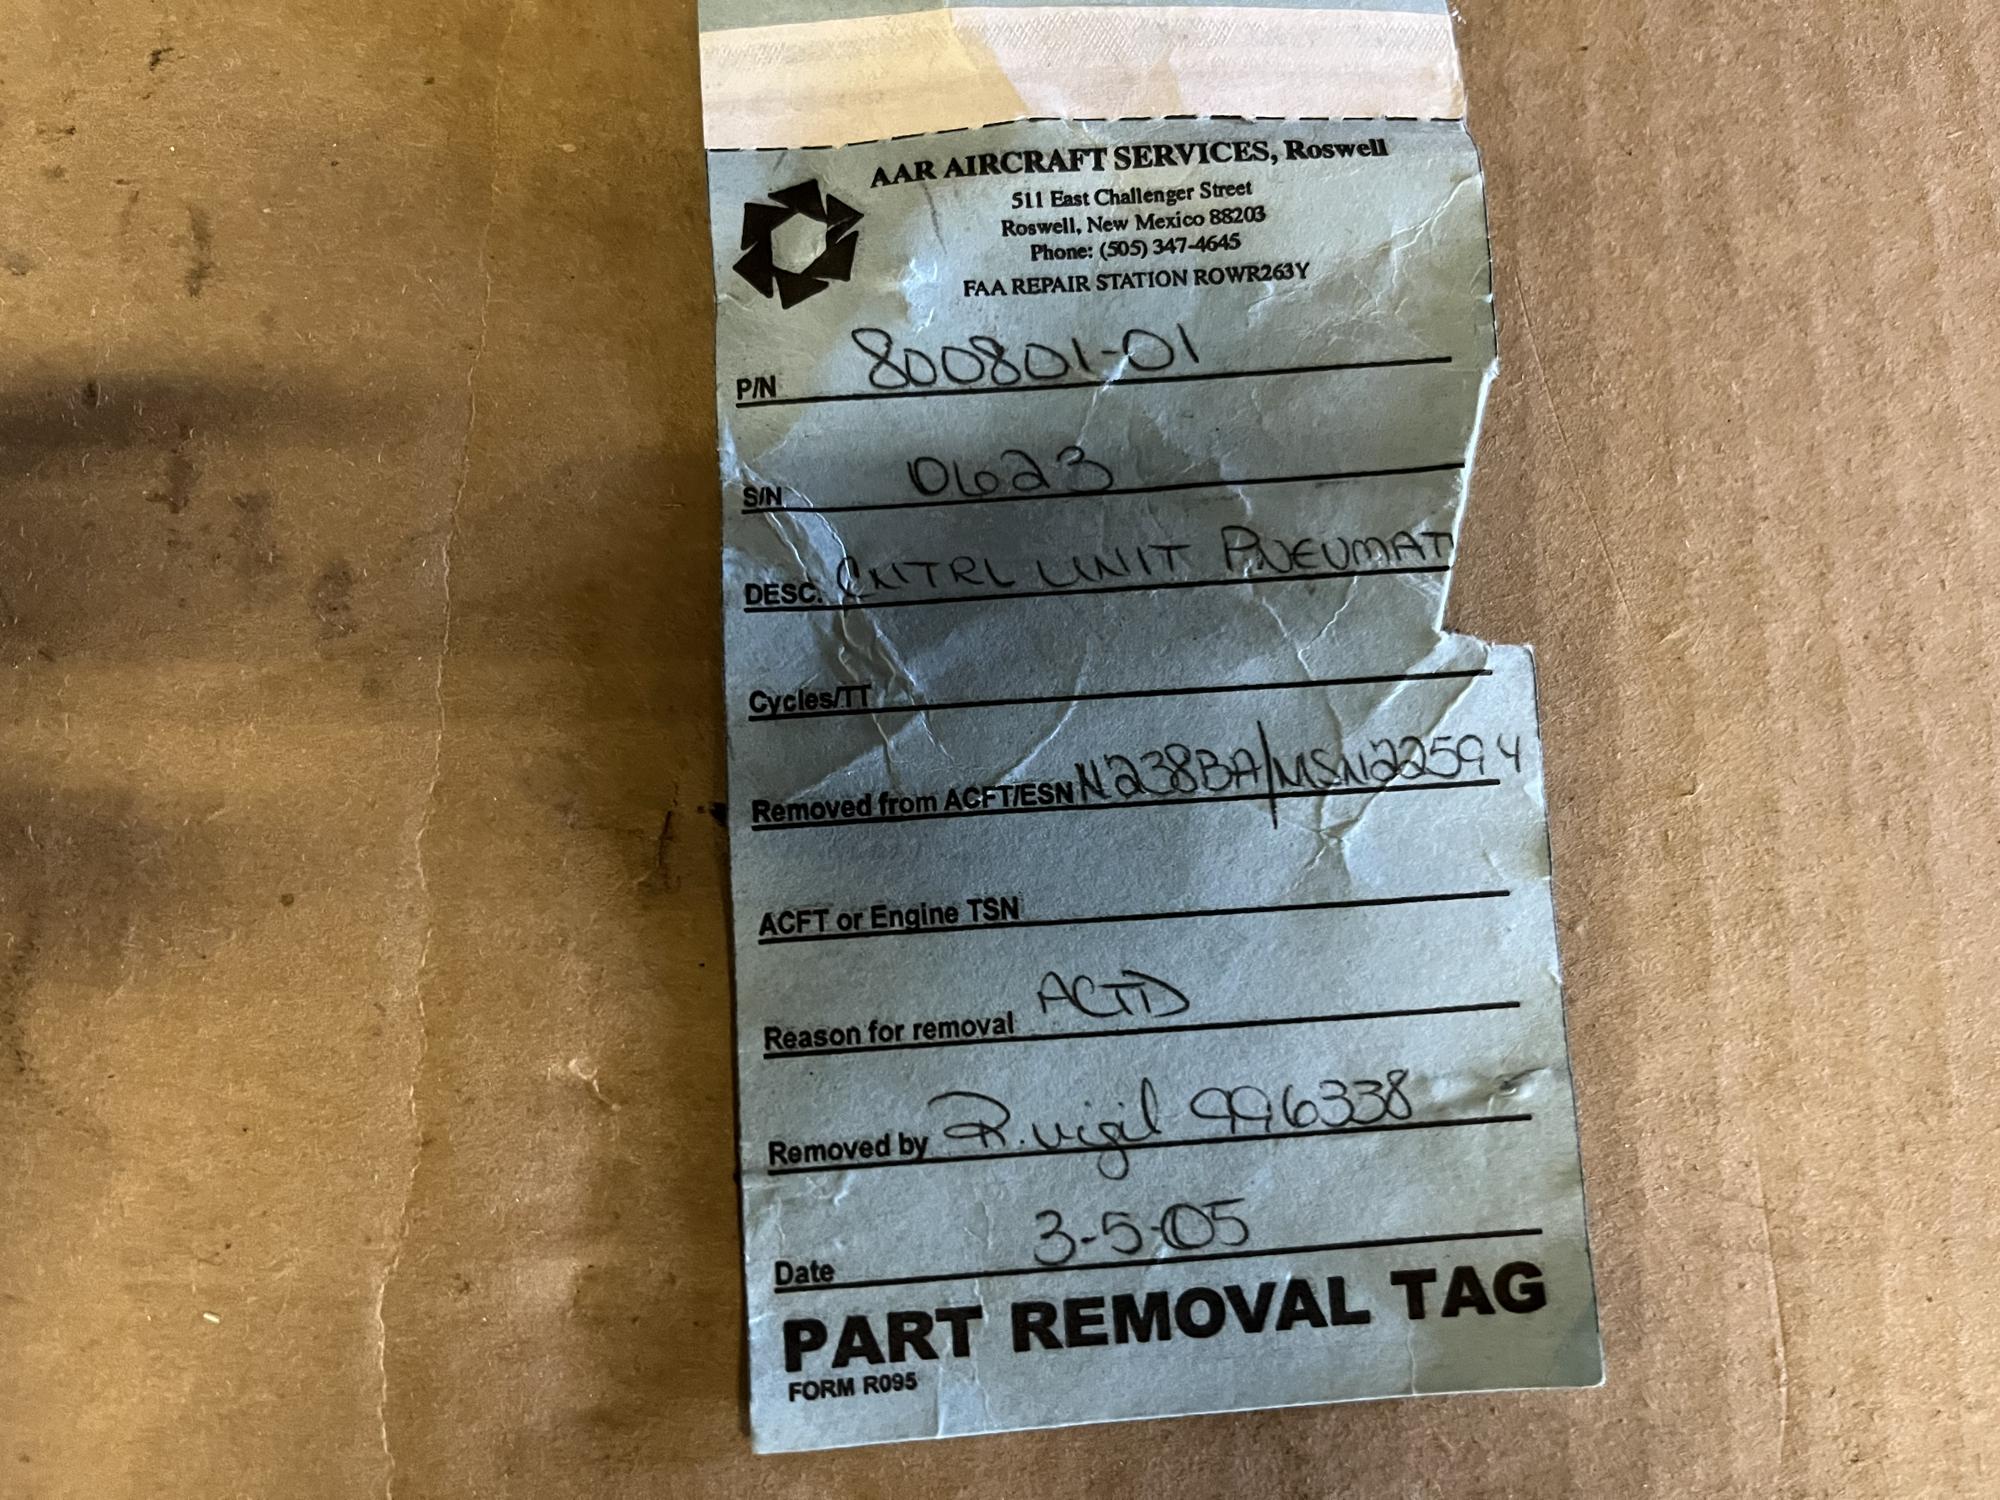 AAR AIRCRAFT SERVICES, Roswell
511 East Challenger Street
Roswell, New Mexico 88203
Phone: (505) 347-4645
FAA REPAIR STATION ROWR263Y
P/N 800801-01
S/N 0623
DESC. CNTRL UNIT PNEUMAT
Cycles/TT
Removed from ACFT/ESN N238BA/MSN22594
ACFT or Engine TSN
Reason for removal ACTD
Removed by R. Vigil 996338
Date 3-5-05
PART REMOVAL TAG
FORM R095